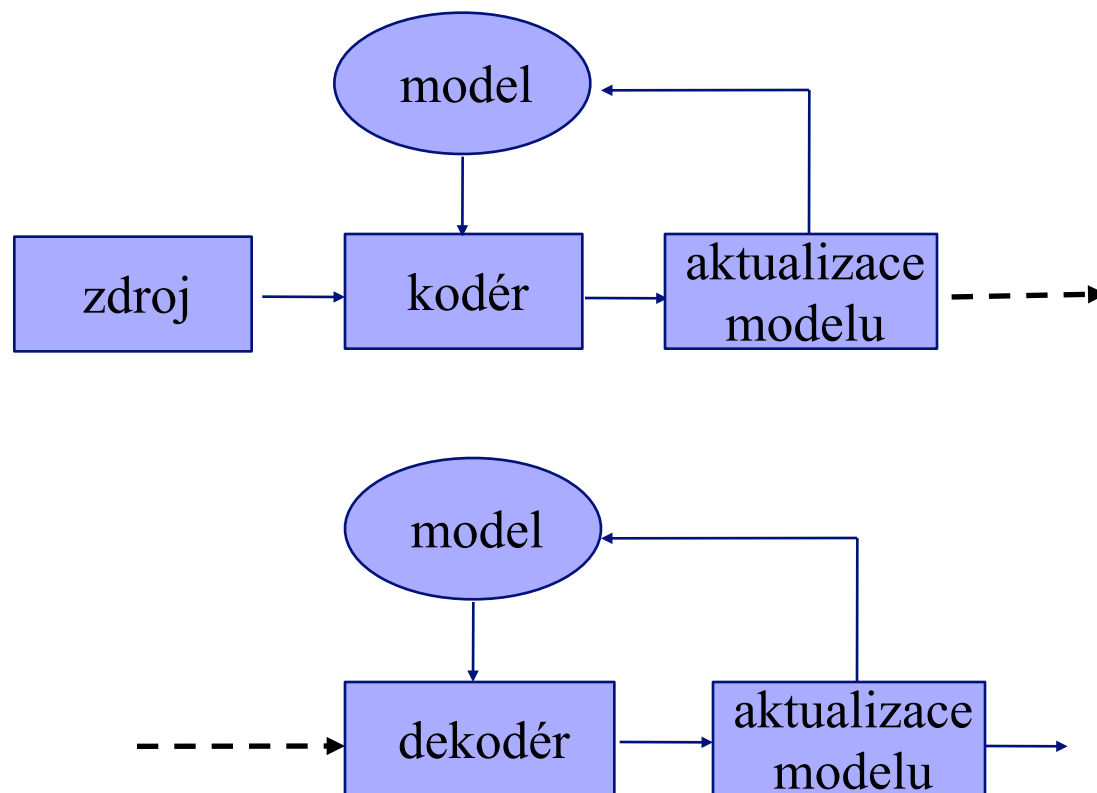 model
zdroj
kodér
aktualizace
modelu
model
dekodér
aktualizace
modelu